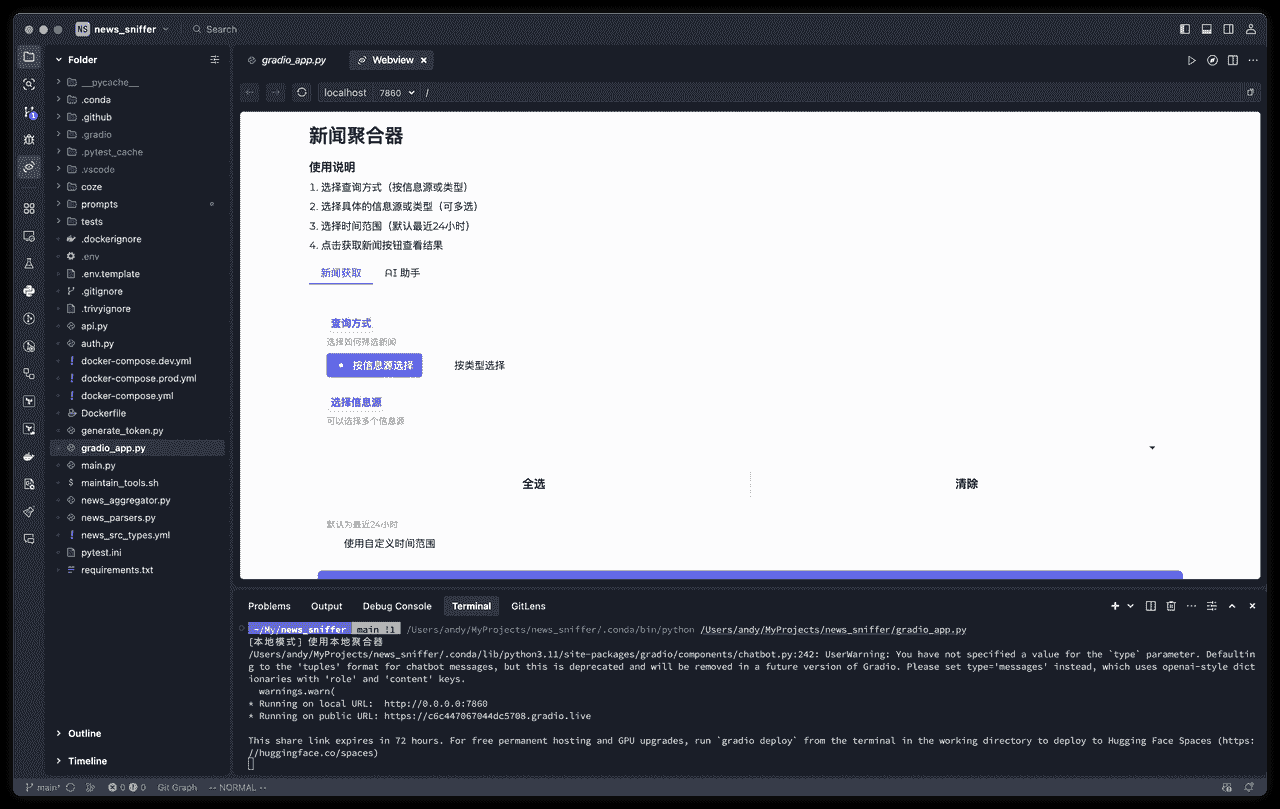 NS news_sniffer Search
Folder
__pycache__
.conda
.github
.gradio
.pytest_cache
.vscode
coze
prompts
tests
.dockerignore
.env
.env.template
.gitignore
.trivyignore
api.py
auth.py
docker-compose.dev.yml
docker-compose.prod.yml
docker-compose.yml
Dockerfile
generate_token.py
gradio_app.py
main.py
maintain_tools.sh
news_aggregator.py
news_parsers.py
news_src_types.yml
pytest.ini
requirements.txt
Outline
Timeline
gradio_app.py Webview
localhost 7860 /
新闻聚合器
使用说明
1. 选择查询方式（按信息源或类型）
2. 选择具体的信息源或类型（可多选）
3. 选择时间范围（默认最近24小时）
4. 点击获取新闻按钮查看结果
新闻获取 AI 助手
查询方式
选择如何筛选新闻
按信息源选择 按类型选择
选择信息源
可以选择多个信息源
全选 清除
默认为最近24小时
使用自定义时间范围
Problems Output Debug Console Terminal GitLens
~/My/news_sniffer main !1 /Users/andy/MyProjects/news_sniffer/.conda/bin/python /Users/andy/MyProjects/news_sniffer/gradio_app.py
[本地模式] 使用本地聚合器
/Users/andy/MyProjects/news_sniffer/.conda/lib/python3.11/site-packages/gradio/components/chatbot.py:242: UserWarning: You have not specified a value for the `type` parameter. Defaultin
g to the 'tuples' format for chatbot messages, but this is deprecated and will be removed in a future version of Gradio. Please set type='messages' instead, which uses openai-style dict
ionaries with 'role' and 'content' keys.
warnings.warn(
* Running on local URL: http://0.0.0.0:7860
* Running on public URL: https://c6c447067044dc5708.gradio.live
This share link expires in 72 hours. For free permanent hosting and GPU upgrades, run `gradio deploy` from the terminal in the working directory to deploy to Hugging Face Spaces (https:
//huggingface.co/spaces)
main* 0 0 Git Graph -- NORMAL --